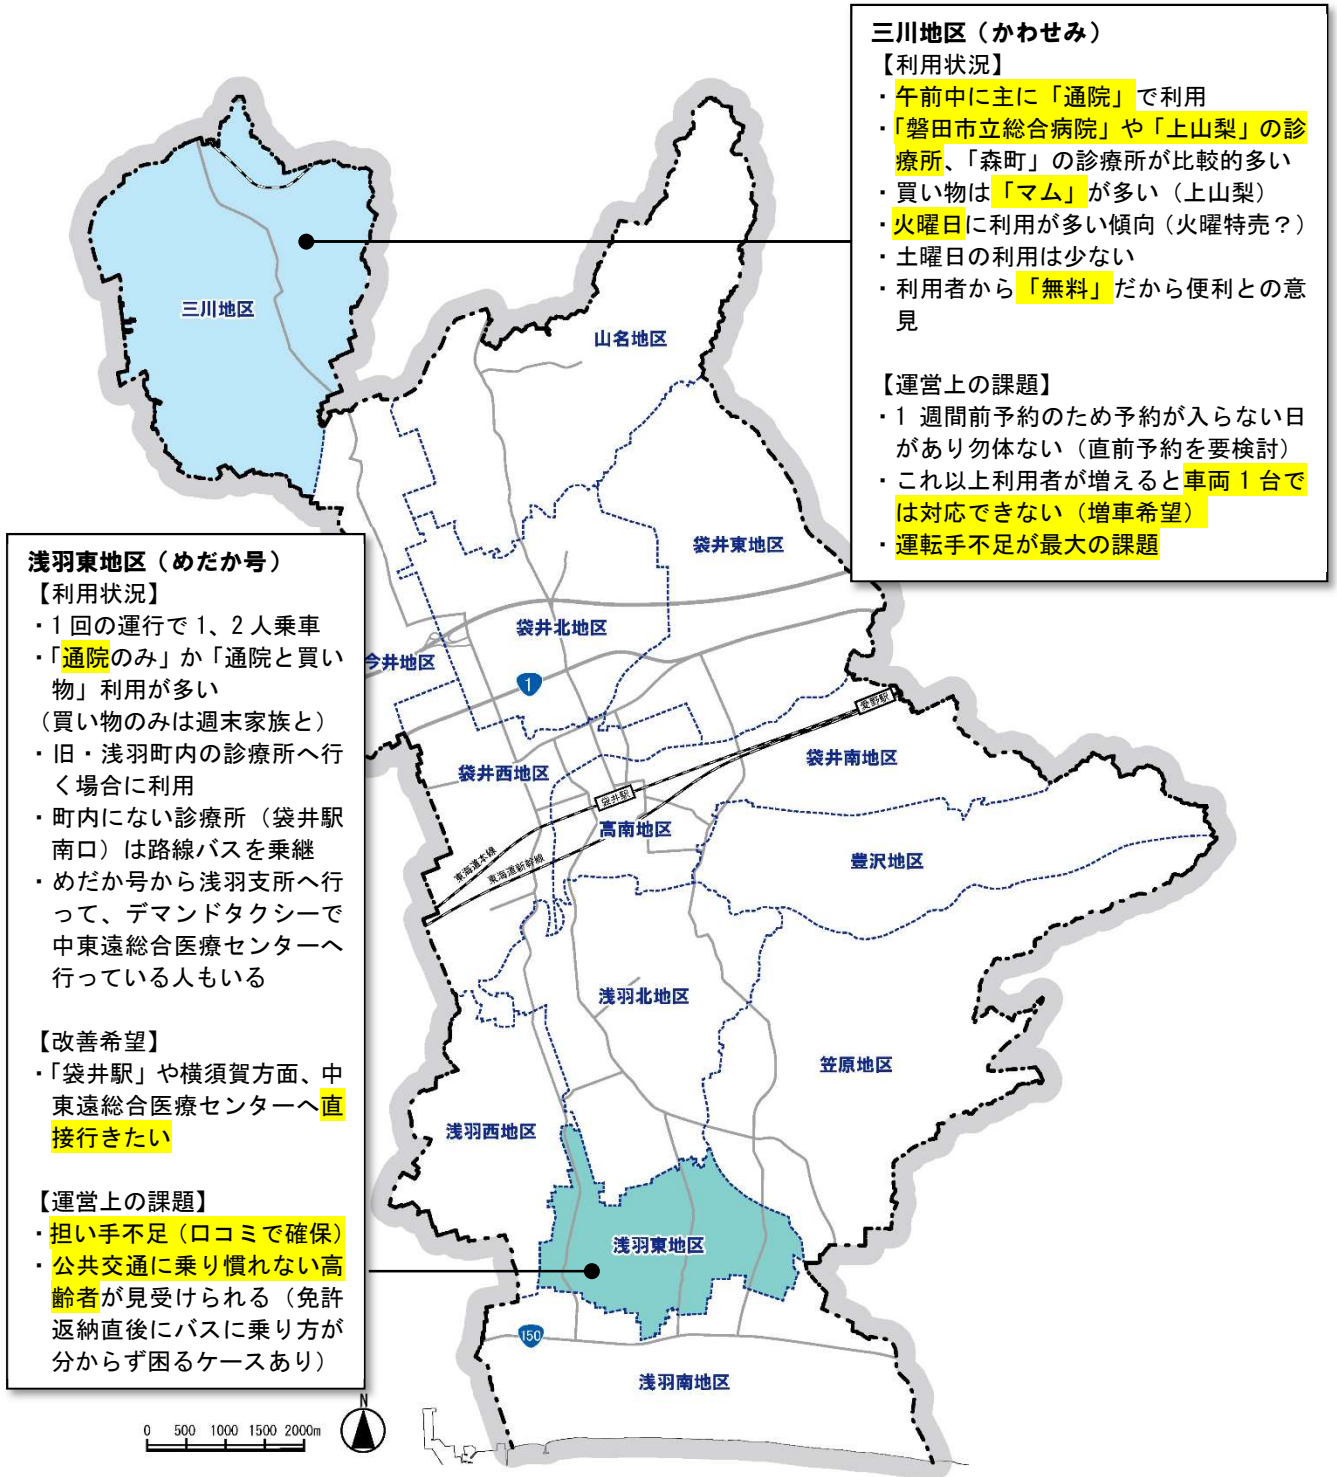 三川地区（かわせみ）
【利用状況】
・午前中に主に「通院」で利用
・「磐田市立総合病院」や「上山梨」の診
療所、「森町」の診療所が比較的多い
・買い物は「マム」が多い（上山梨）
・火曜日に利用が多い傾向（火曜特売？）
・土曜日の利用は少ない
・利用者から「無料」だから便利との意
見
【運営上の課題】
・1 週間前予約のため予約が入らない日
があり勿体ない（直前予約を要検討）
・これ以上利用者が増えると車両 1 台で
は対応できない（増車希望）
・運転手不足が最大の課題
三川地区
山名地区
袋井東地区
袋井北地区
今井地区
1
愛野駅
袋井南地区
袋井西地区
袋井駅
高南地区
東海道本線
東海道新幹線
豊沢地区
浅羽北地区
笠原地区
浅羽西地区
浅羽東地区
150
浅羽南地区
浅羽東地区（めだか号）
【利用状況】
・1 回の運行で 1、2 人乗車
・「通院のみ」か「通院と買い
物」利用が多い
（買い物のみは週末家族と）
・旧・浅羽町内の診療所へ行
く場合に利用
・町内にない診療所（袋井駅
南口）は路線バスを乗継
・めだか号から浅羽支所へ行
って、デマンドタクシーで
中東遠総合医療センターへ
行っている人もいる
【改善希望】
・「袋井駅」や横須賀方面、中
東遠総合医療センターへ直
接行きたい
【運営上の課題】
・担い手不足（口コミで確保）
・公共交通に乗り慣れない高
齢者が見受けられる（免許
返納直後にバスに乗り方が
分からず困るケースあり）
0 500 1000 1500 2000m
N